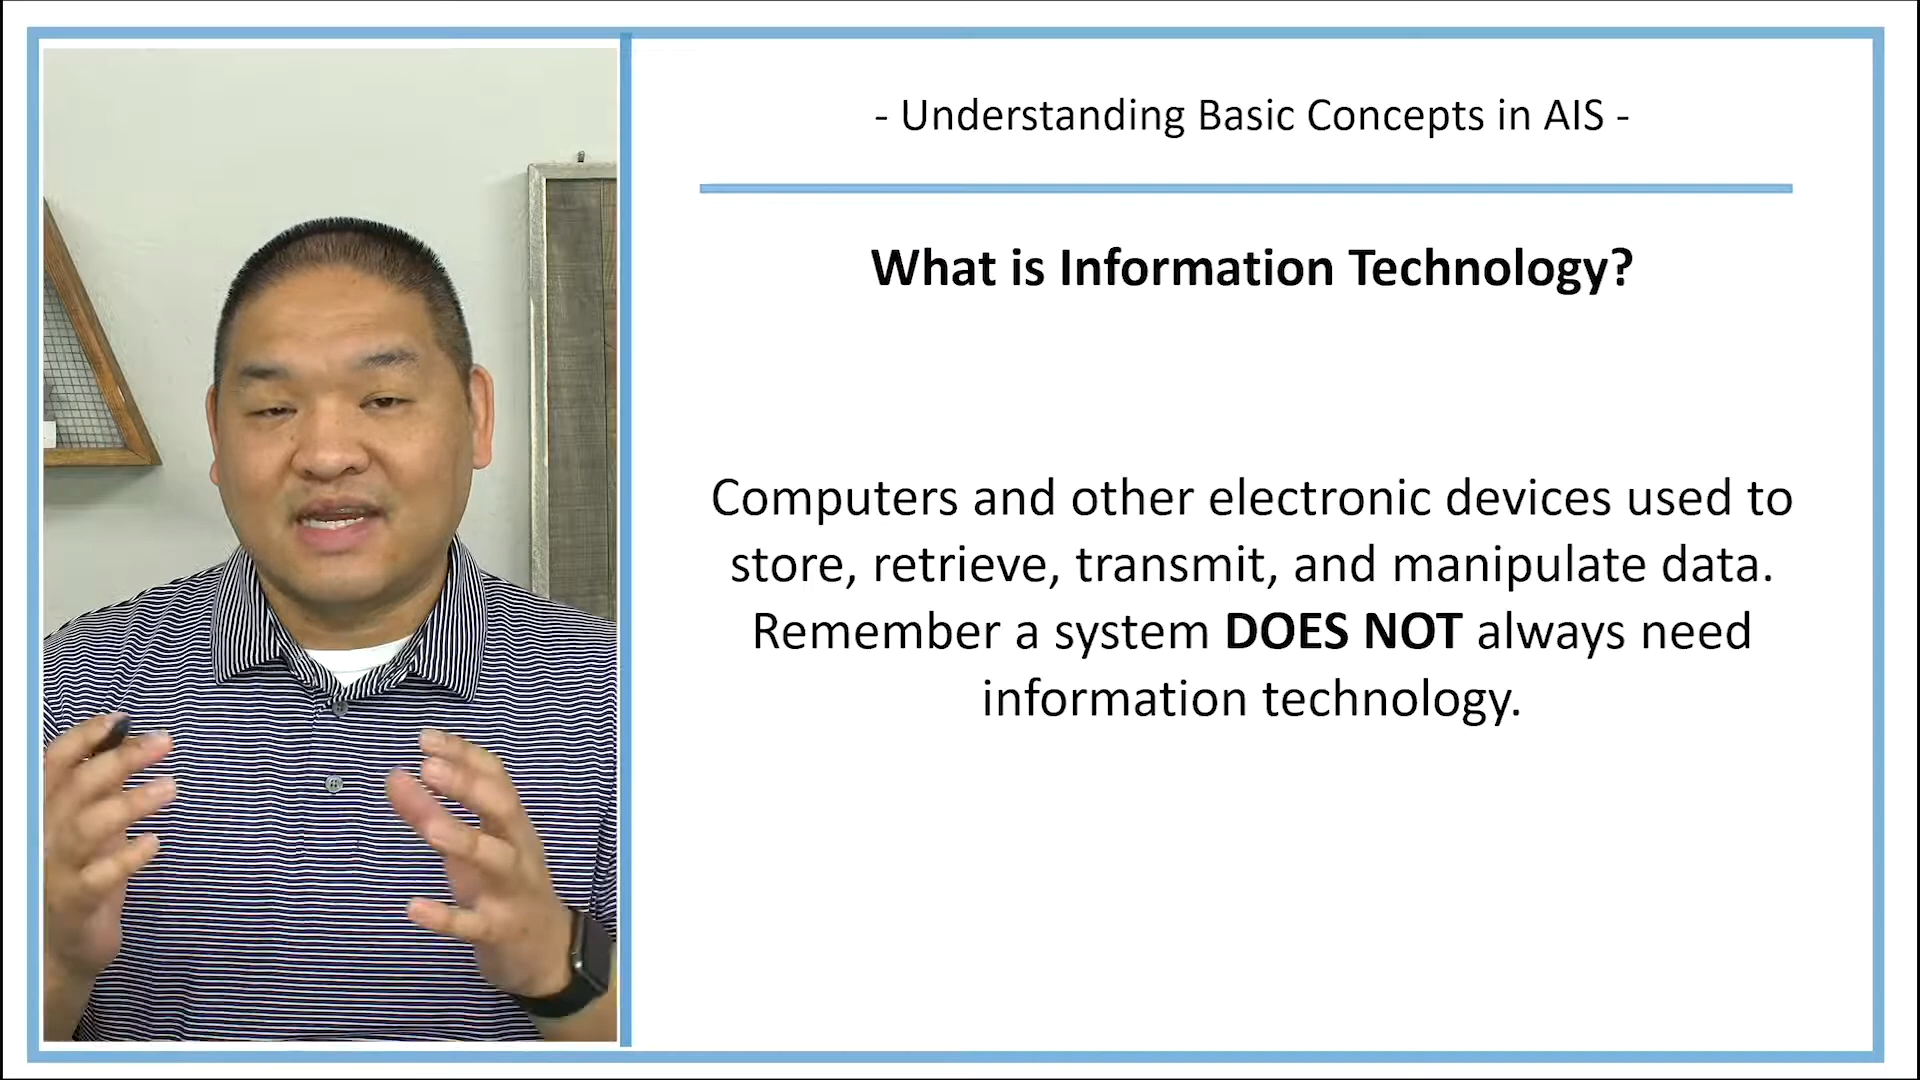 - Understanding Basic Concepts in AIS -
What is Information Technology?
Computers and other electronic devices used to
store, retrieve, transmit, and manipulate data.
Remember a system DOES NOT always need
information technology.